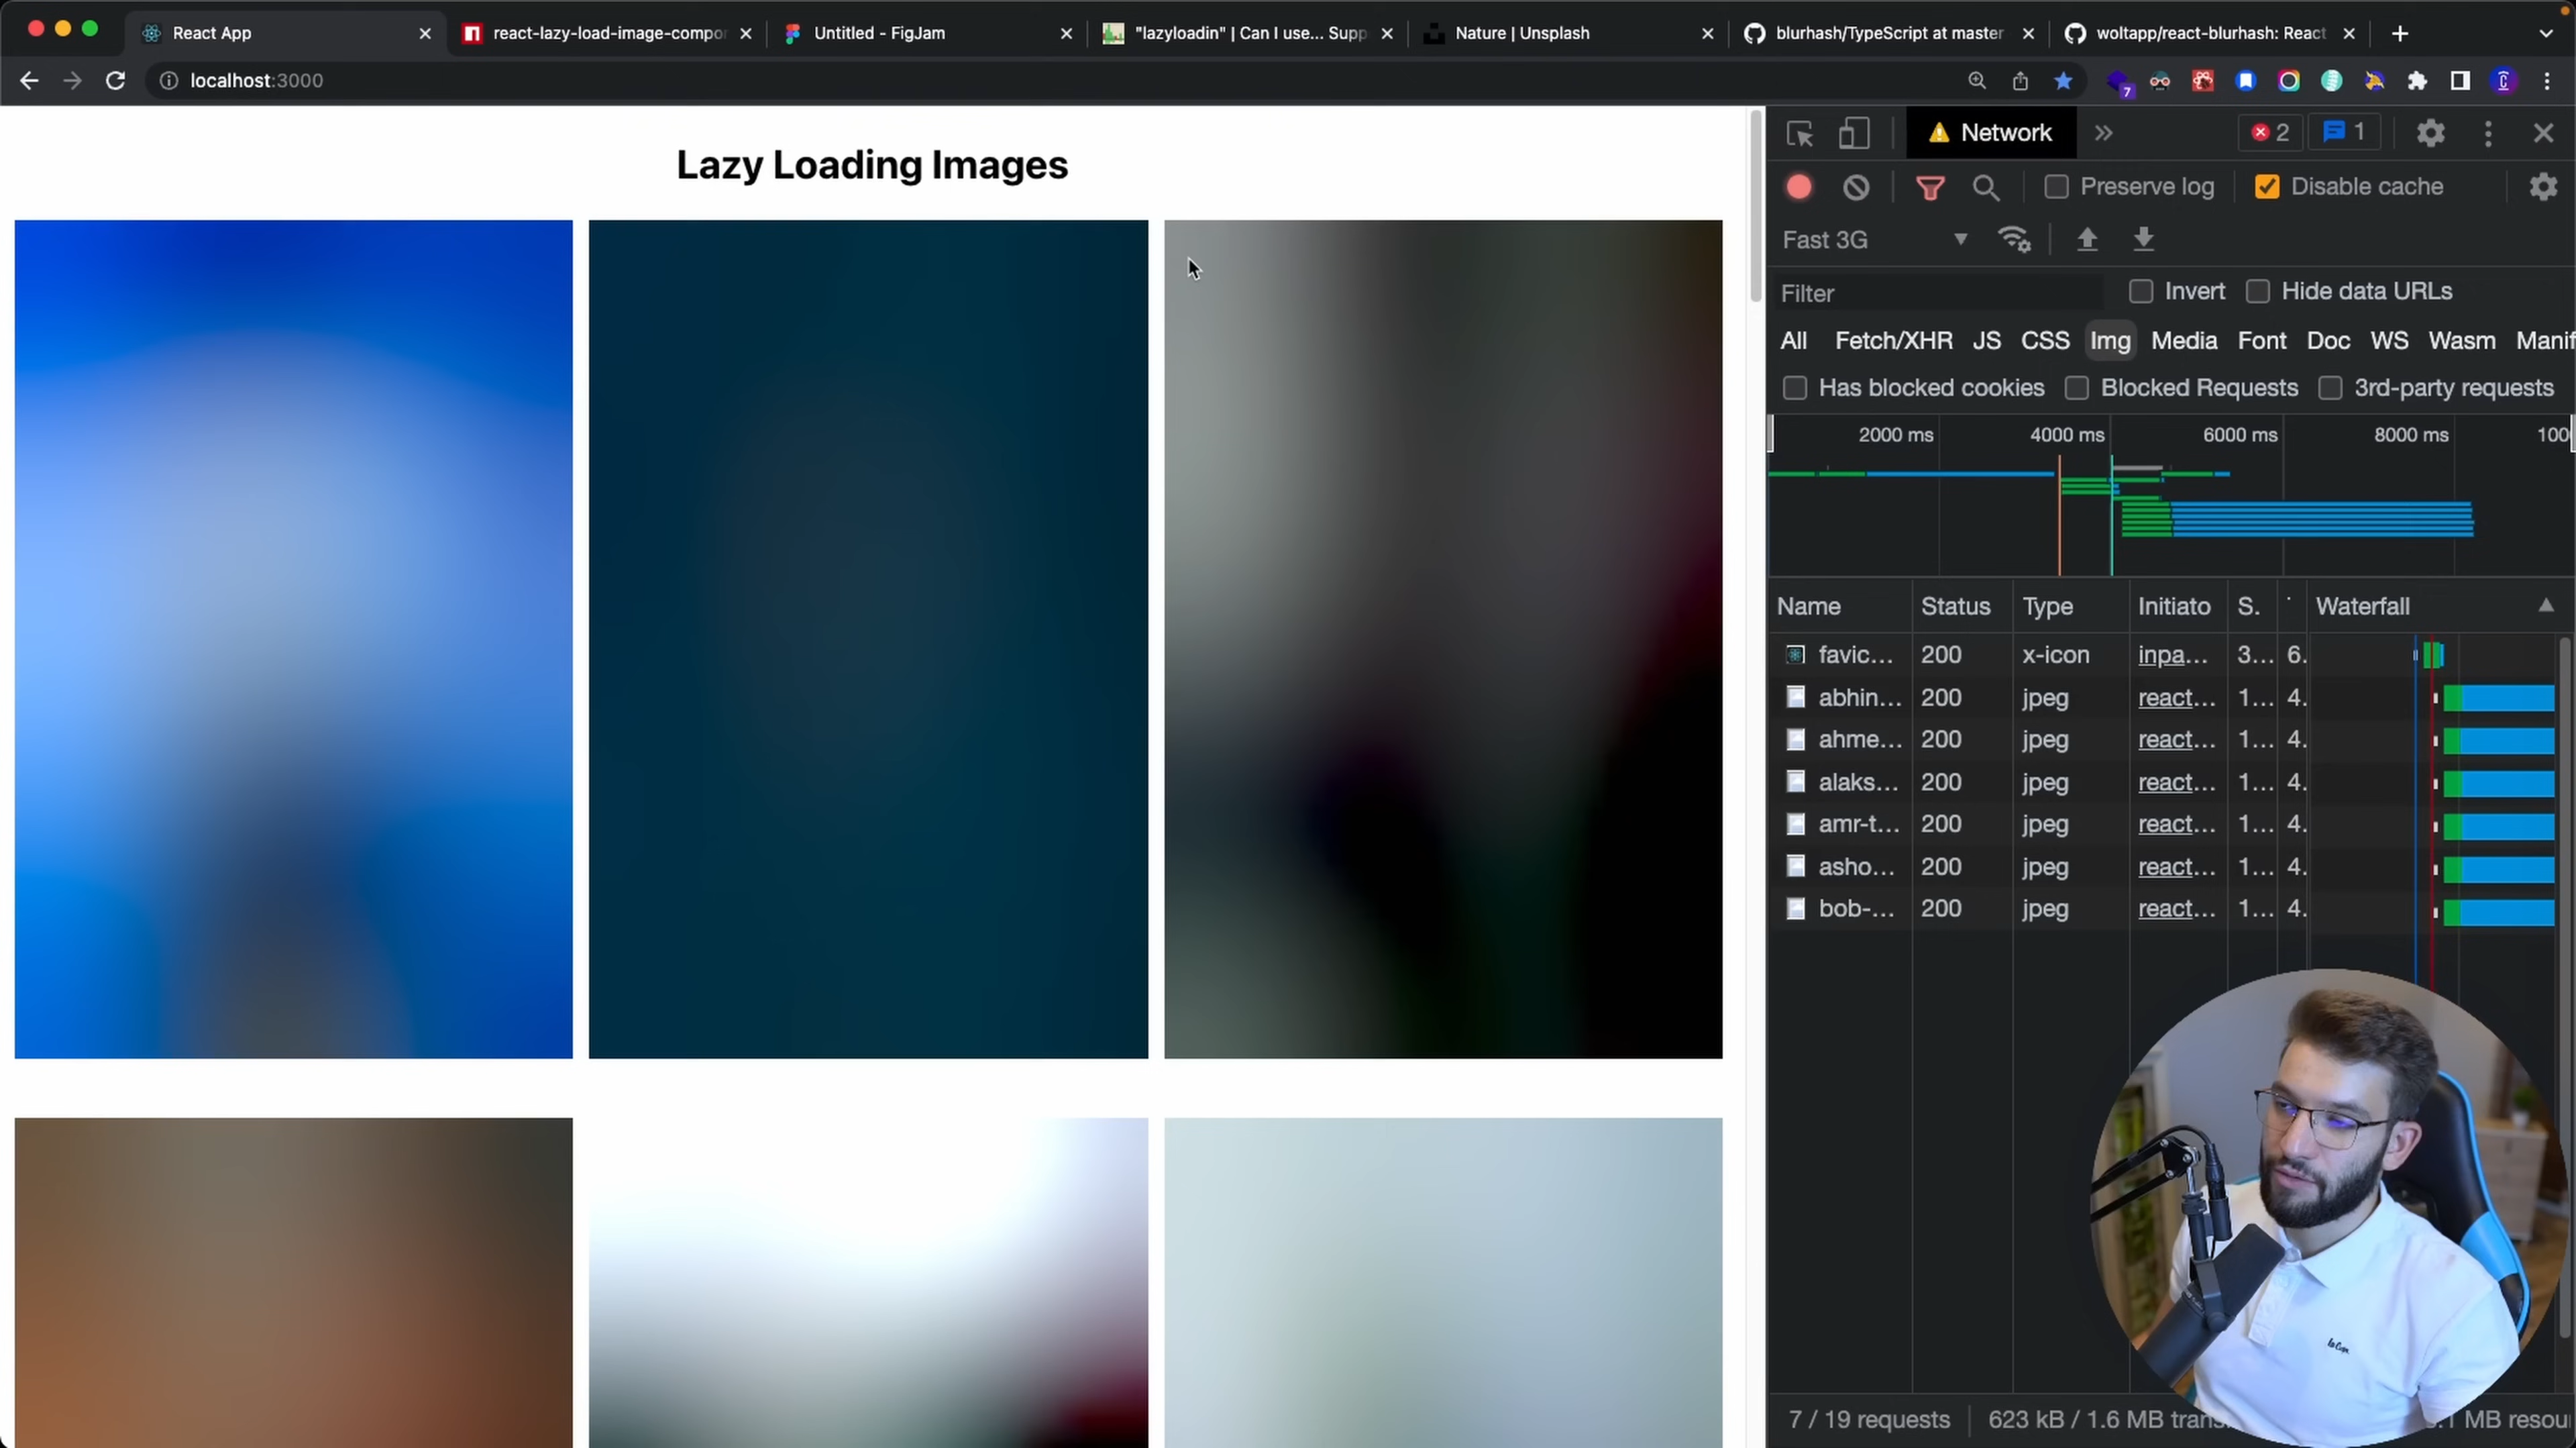 React App
react-lazy-load-image-compo
Untitled - FigJam
"lazyloadin" | Can I use... Supp
Nature | Unsplash
blurhash/TypeScript at master
woltapp/react-blurhash: React
localhost:3000
7
Lazy Loading Images
Network
2
1
Preserve log
Disable cache
Fast 3G
Filter
Invert
Hide data URLs
All
Fetch/XHR
JS
CSS
Img
Media
Font
Doc
WS
Wasm
Manif
Has blocked cookies
Blocked Requests
3rd-party requests
2000 ms
4000 ms
6000 ms
8000 ms
100
Name Status Type Initiato S. Waterfall
favic... 200 x-icon inpa... 3... 6.
abhin... 200 jpeg react... 1... 4.
ahme... 200 jpeg react... 1... 4.
alaks... 200 jpeg react... 1... 4.
amr-t... 200 jpeg react... 1... 4.
asho... 200 jpeg react... 1... 4.
bob-... 200 jpeg react... 1... 4.
7 / 19 requests
623 kB / 1.6 MB trans
MB resou